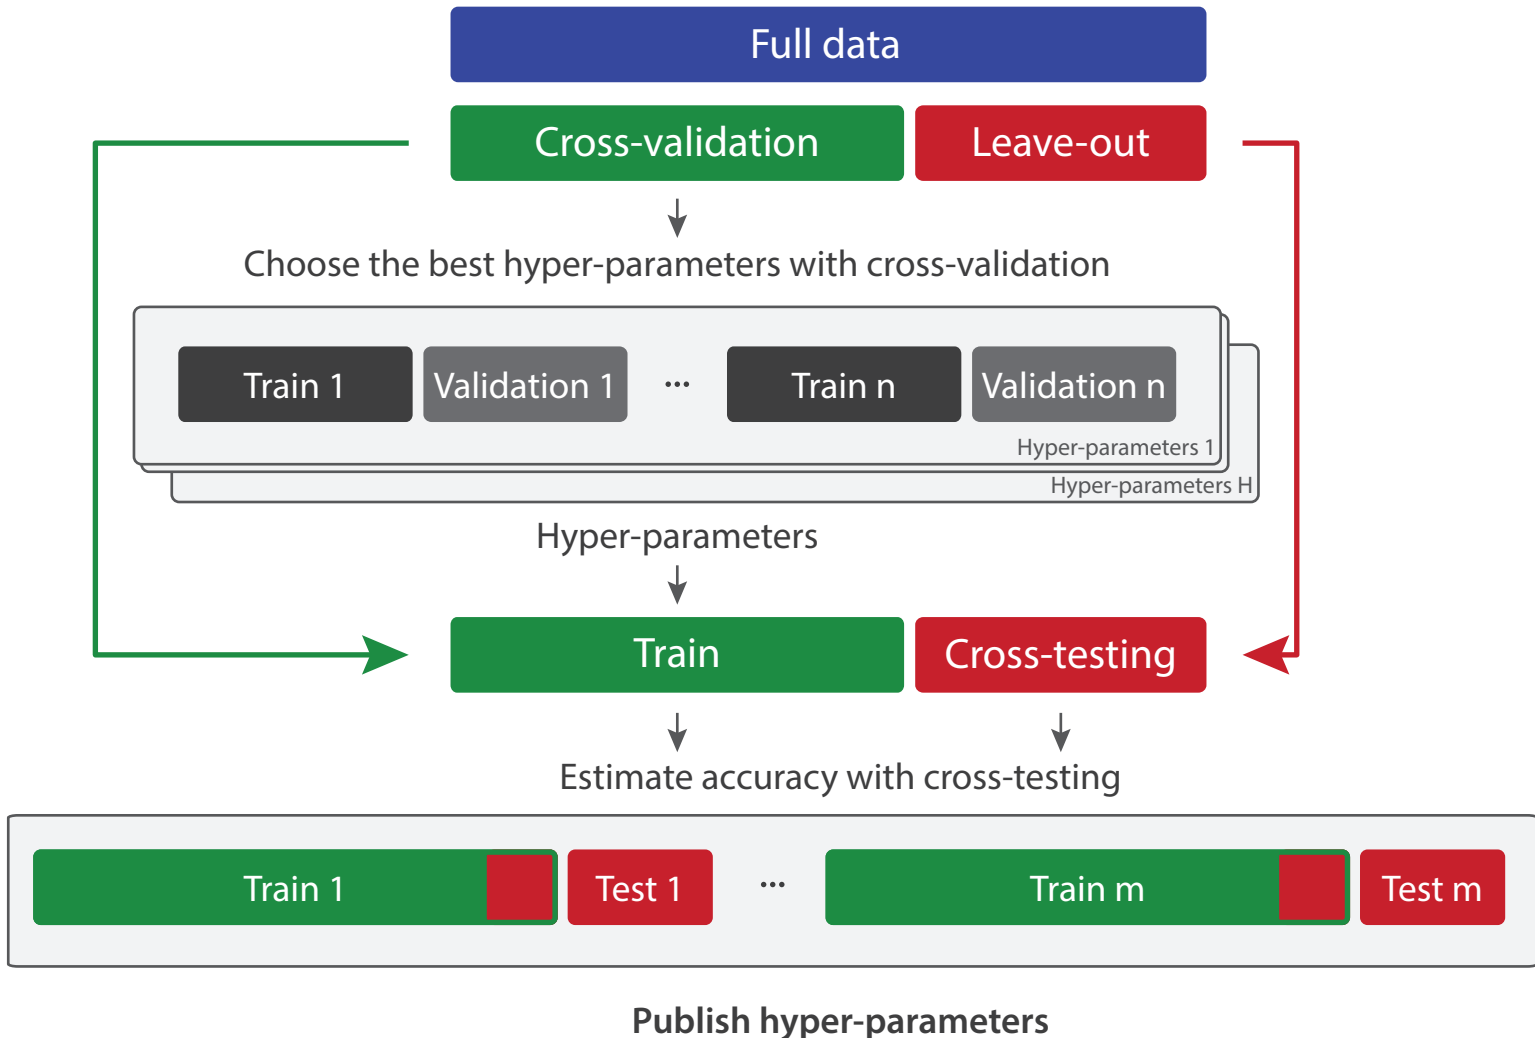 Full data
Cross-validation Leave-out
Choose the best hyper-parameters with cross-validation
Train 1 Validation 1 ... Train n Validation n
Hyper-parameters 1
Hyper-parameters H
Hyper-parameters
Train Cross-testing
Estimate accuracy with cross-testing
Train 1 Test 1 ... Train m Test m
Publish hyper-parameters